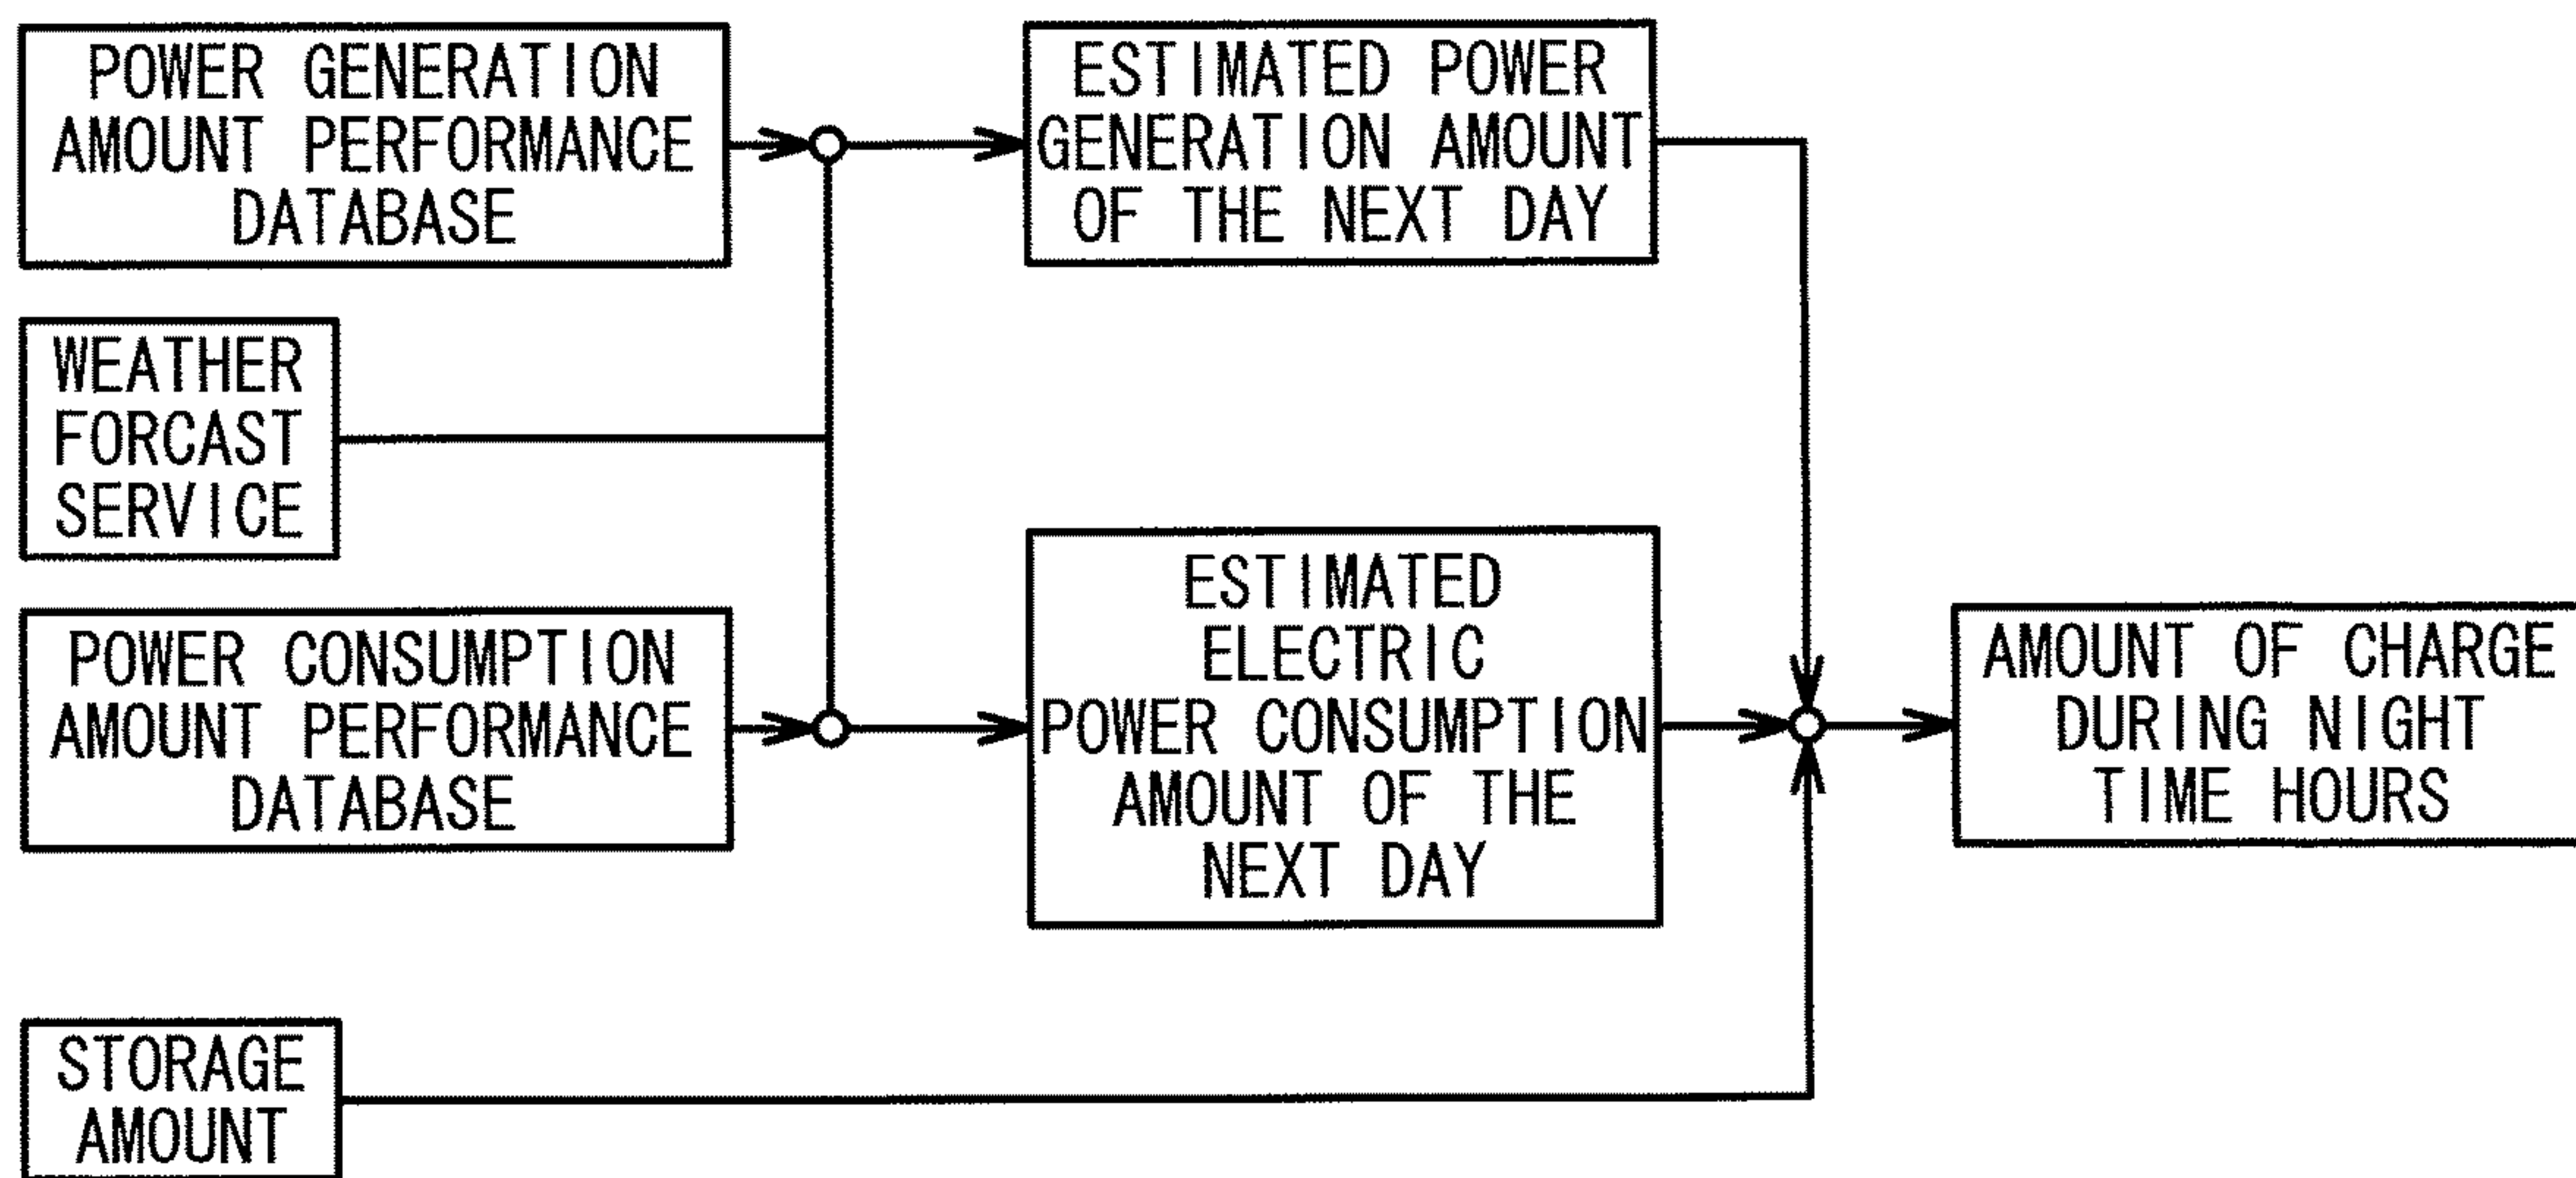 POWER GENERATION
AMOUNT PERFORMANCE
DATABASE
ESTIMATED POWER
GENERATION AMOUNT
OF THE NEXT DAY
WEATHER
FORCAST
SERVICE
POWER CONSUMPTION
AMOUNT PERFORMANCE
DATABASE
ESTIMATED
ELECTRIC
POWER CONSUMPTION
AMOUNT OF THE
NEXT DAY
AMOUNT OF CHARGE
DURING NIGHT
TIME HOURS
STORAGE
AMOUNT